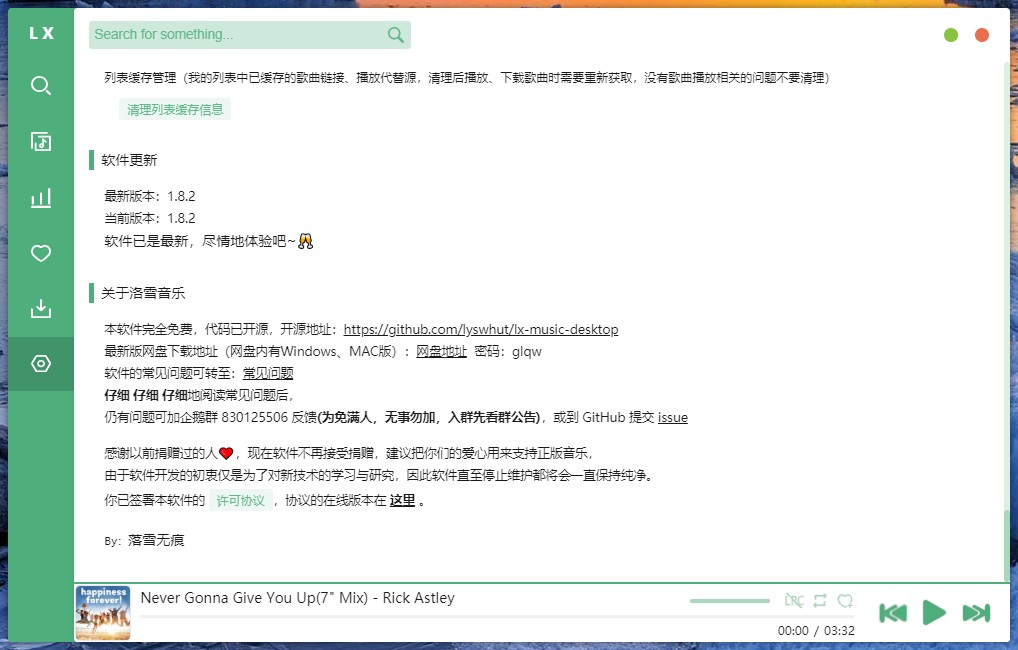 L X
Search for something...
列表缓存管理（我的列表中已缓存的歌曲链接、播放代替源，清理后播放、下载歌曲时需要重新获取，没有歌曲播放相关的问题不要清理）
清理列表缓存信息
软件更新
最新版本：1.8.2
当前版本：1.8.2
软件已是最新，尽情地体验吧~🥂
关于洛雪音乐
本软件完全免费，代码已开源，开源地址：https://github.com/lyswhut/lx-music-desktop
最新版网盘下载地址（网盘内有Windows、MAC版）：网盘地址 密码：glqw
软件的常见问题可转至：常见问题
仔细 仔细 仔细地阅读常见问题后，
仍有问题可加企鹅群 830125506 反馈(为免满人，无事勿加，入群先看群公告)，或到 GitHub 提交 issue
感谢以前捐赠过的人❤️，现在软件不再接受捐赠，建议把你们的爱心用来支持正版音乐，
由于软件开发的初衷仅是为了对新技术的学习与研究，因此软件直至停止维护都将会一直保持纯净。
你已签署本软件的 许可协议，协议的在线版本在 这里 。
By：落雪无痕
happiness
forever!
Never Gonna Give You Up(7" Mix) - Rick Astley
LRC
00:00 / 03:32